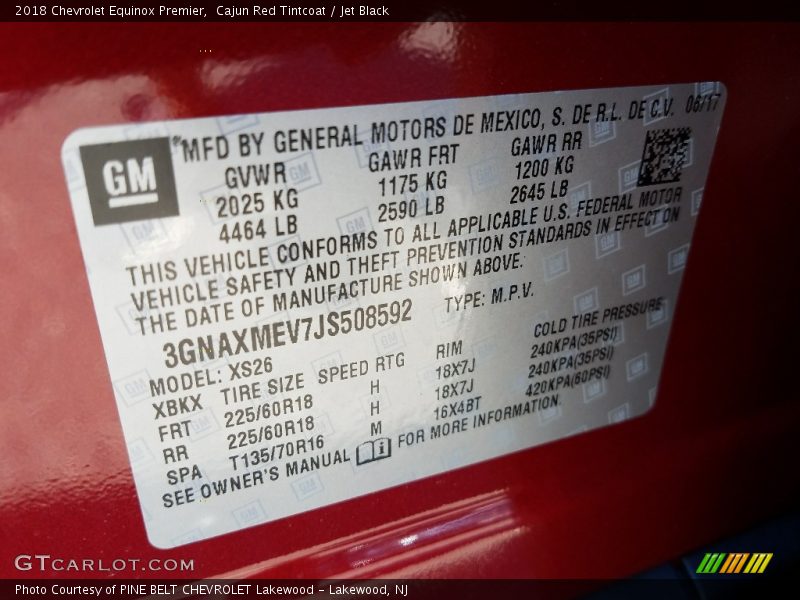 2018 Chevrolet Equinox Premier,  Cajun Red Tintcoat / Jet Black
...
GM
*MFD BY GENERAL MOTORS DE MEXICO, S. DE R.L. DE C.V. 06/17
GVWR GAWR FRT GAWR RR
2025 KG 1175 KG 1200 KG
4464 LB 2590 LB 2645 LB
THIS VEHICLE CONFORMS TO ALL APPLICABLE U.S. FEDERAL MOTOR
VEHICLE SAFETY AND THEFT PREVENTION STANDARDS IN EFFECT ON
THE DATE OF MANUFACTURE SHOWN ABOVE.
3GNAXMEV7JS508592 TYPE: M.P.V.
MODEL: XS26
XBKX TIRE SIZE SPEED RTG RIM COLD TIRE PRESSURE
FRT 225/60R18 H 18X7J 240KPA(35PSI)
RR 225/60R18 H 18X7J 240KPA(35PSI)
SPA T135/70R16 M 16X4BT 420KPA(60PSI)
SEE OWNER'S MANUAL FOR MORE INFORMATION.
GTCARLOT.COM
Photo Courtesy of PINE BELT CHEVROLET Lakewood - Lakewood, NJ